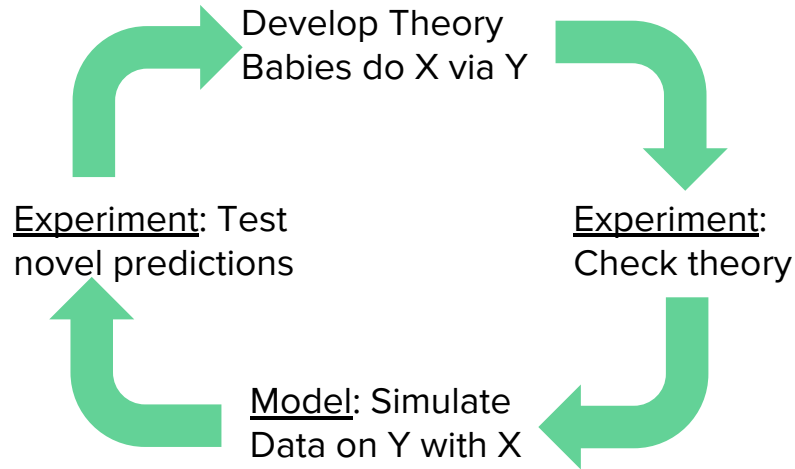 Develop Theory
Babies do X via Y
Experiment:
Check theory
Model: Simulate
Data on Y with X
Experiment: Test
novel predictions